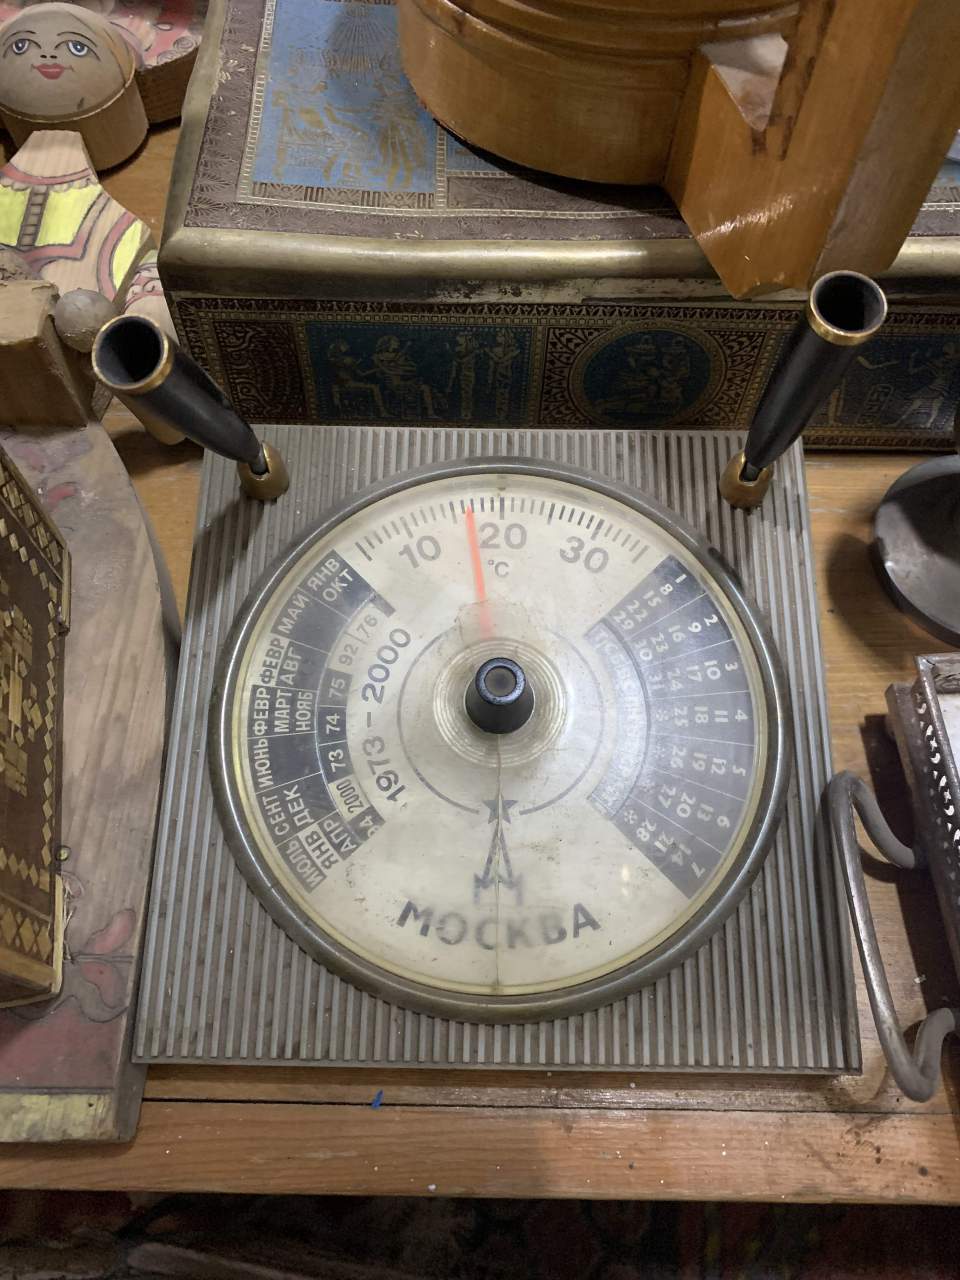 10 20 30
°C
ЯНВ ОКТ
МАЙ
ФЕВР АВГ
ФЕВР МАРТ НОЯБ
ИЮНЬ
СЕНТ ДЕК
ИЮЛЬ ЯНВ АПР
76
92
75
74
73
2000
94
1973-2000
1 8 15 22 29
2 9 16 23 30
3 10 17 24 31
4 11 18 25
5 12 19 26
6 13 20 27
7 14 21 28
МОСКВА